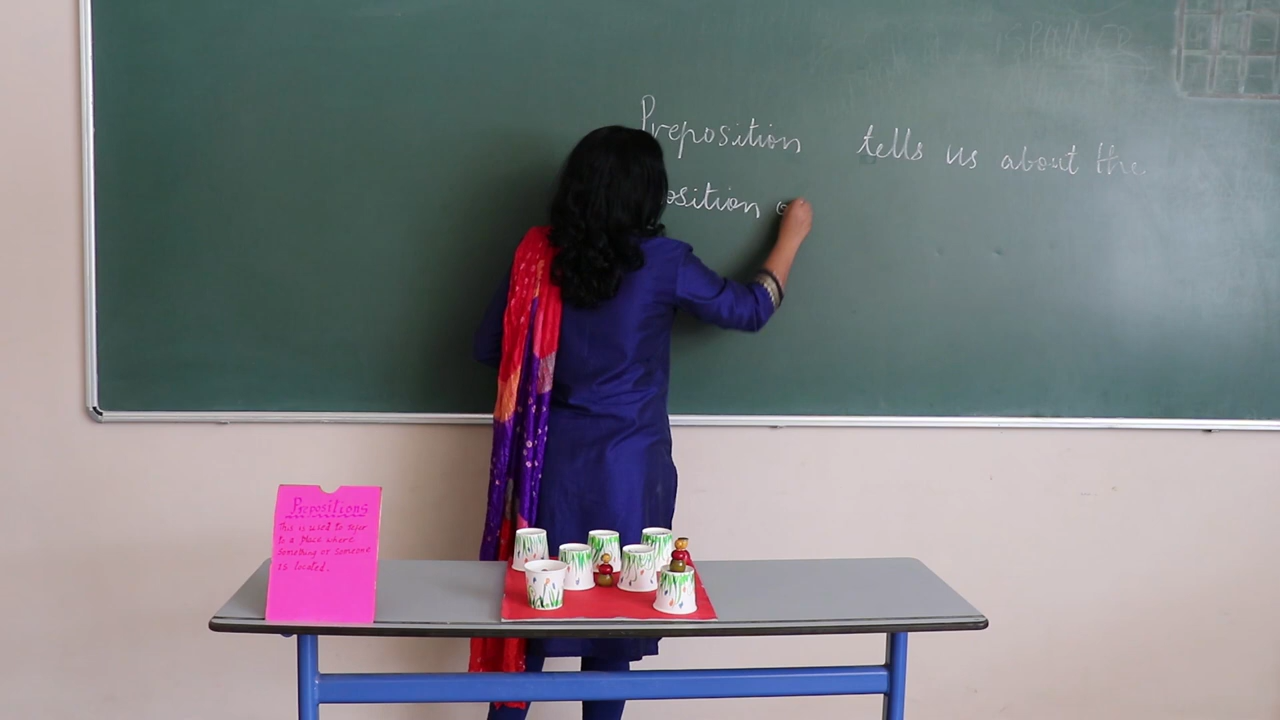 SPINNER
Preposition tells us about the
osition o
Prepositions
This is used to refer
to a place where
something or someone
is located.